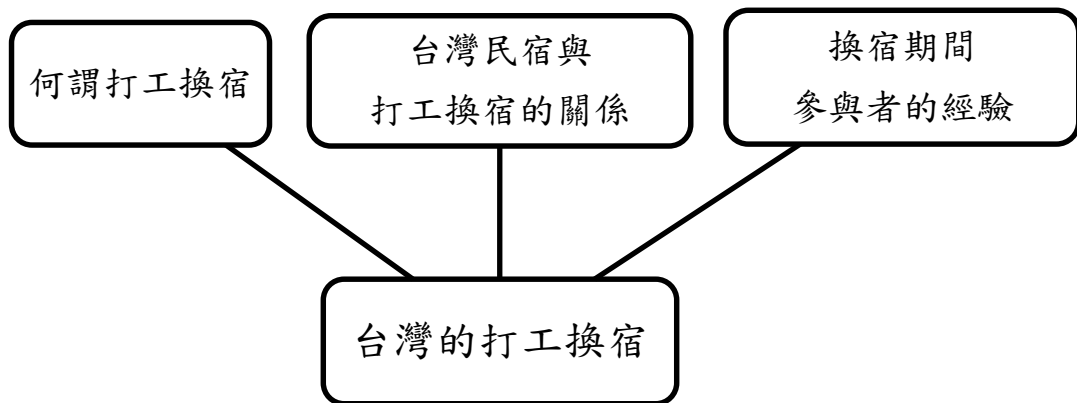 何謂打工換宿
台灣民宿與
打工換宿的關係
換宿期間
參與者的經驗
台灣的打工換宿